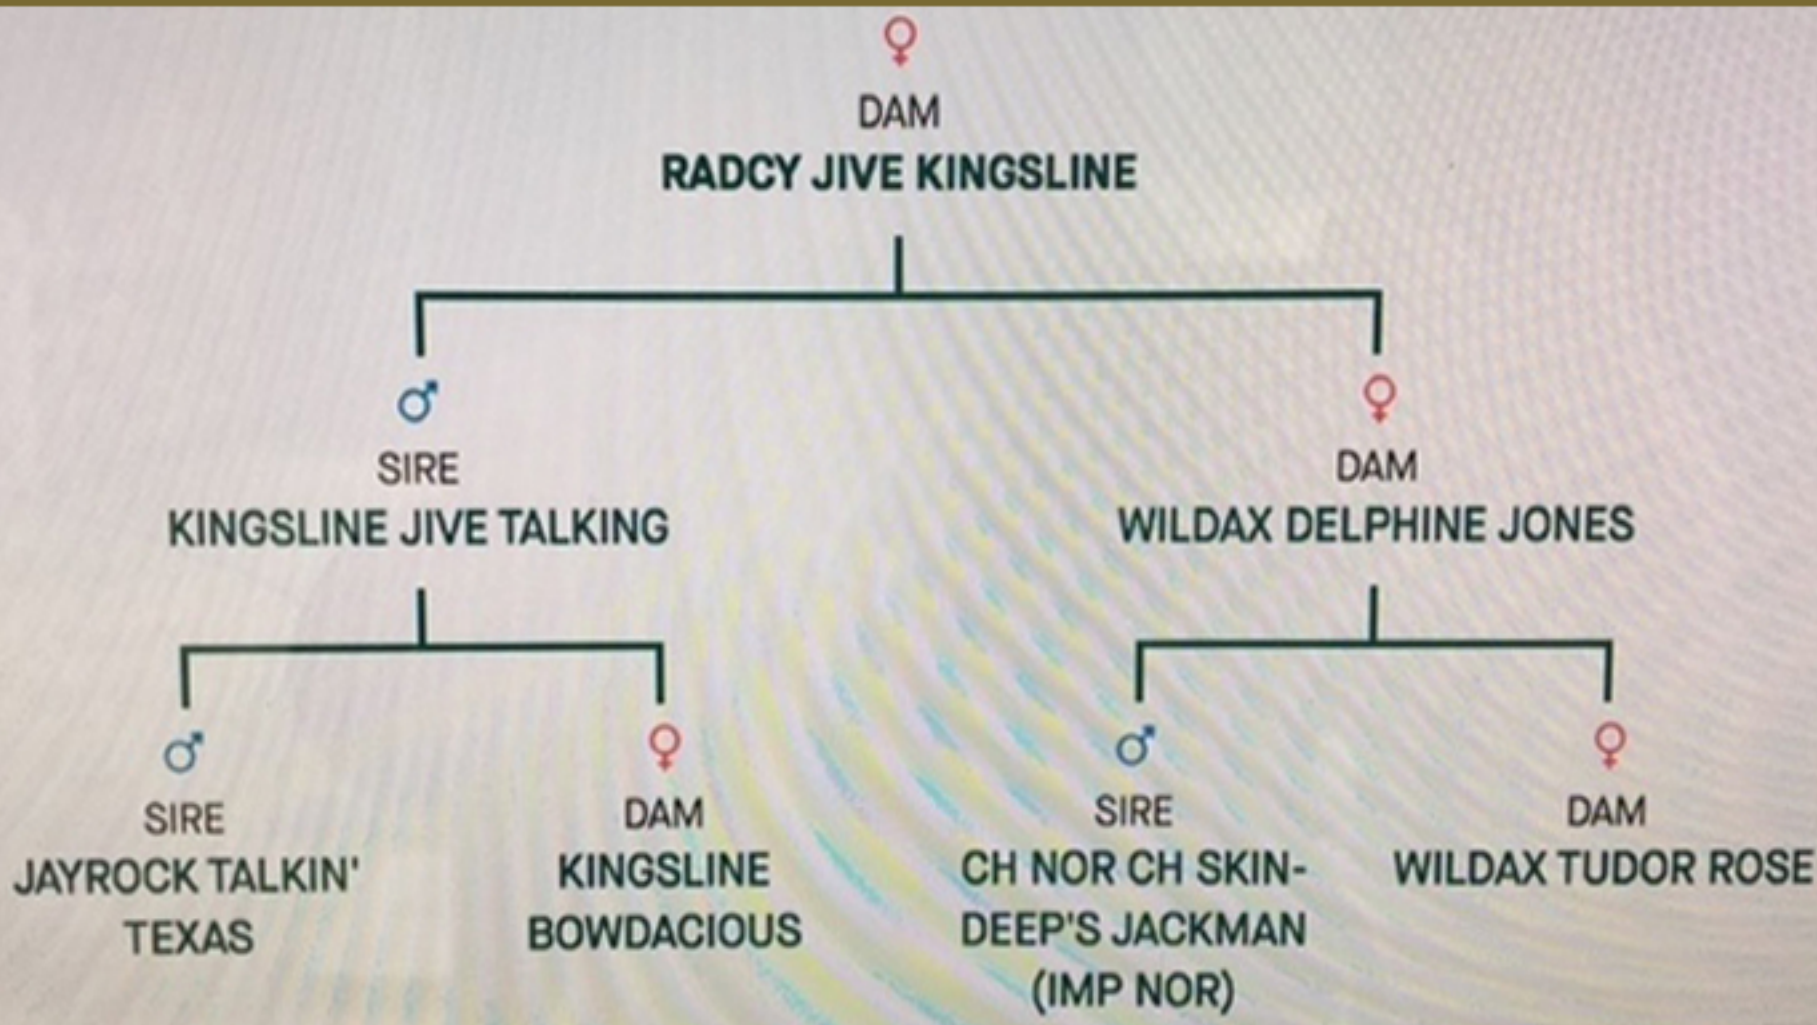 DAM
RADCY JIVE KINGSLINE
SIRE
KINGSLINE JIVE TALKING
DAM
WILDAX DELPHINE JONES
SIRE
JAYROCK TALKIN'
TEXAS
DAM
KINGSLINE
BOWDACIOUS
SIRE
CH NOR CH SKIN-
DEEP'S JACKMAN
(IMP NOR)
DAM
WILDAX TUDOR ROSE